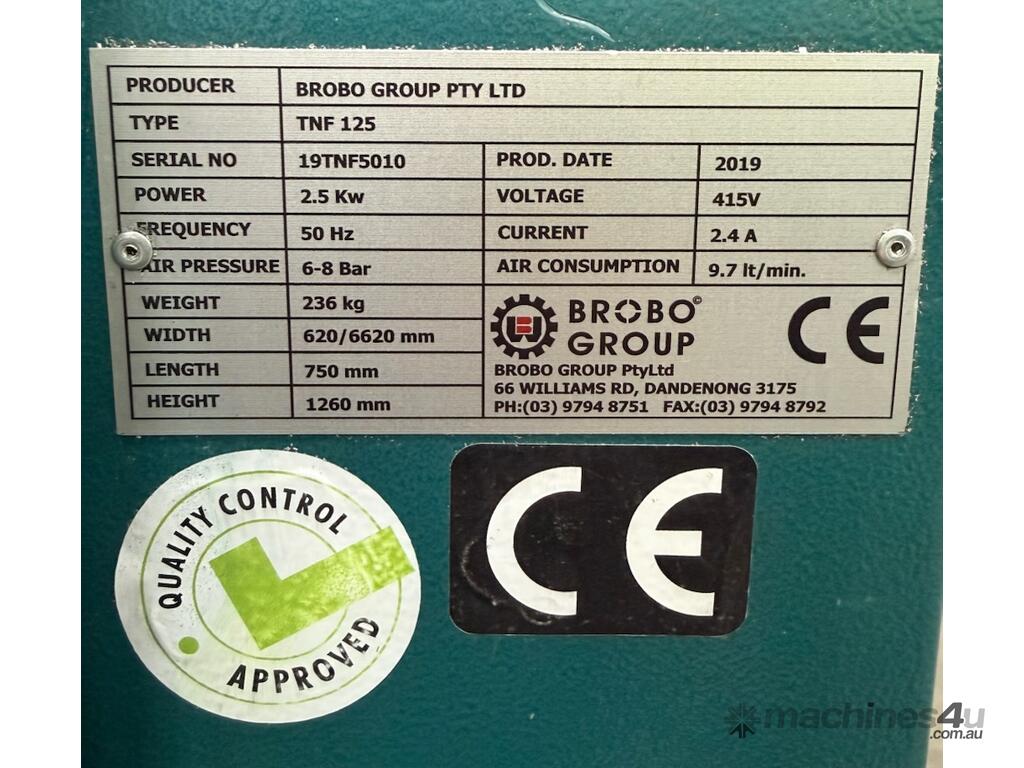 PRODUCER BROBO GROUP PTY LTD
TYPE TNF 125
SERIAL NO 19TNF5010 PROD. DATE 2019
POWER 2.5 Kw VOLTAGE 415V
FREQUENCY 50 Hz CURRENT 2.4 A
AIR PRESSURE 6-8 Bar AIR CONSUMPTION 9.7 lt/min.
WEIGHT 236 kg
WIDTH 620/6620 mm
LENGTH 750 mm
HEIGHT 1260 mm
BROBO©
GROUP
CE
BROBO GROUP PtyLtd
66 WILLIAMS RD, DANDENONG 3175
PH:(03) 9794 8751 FAX:(03) 9794 8792
QUALITY CONTROL
APPROVED
CE
machines4u
.com.au